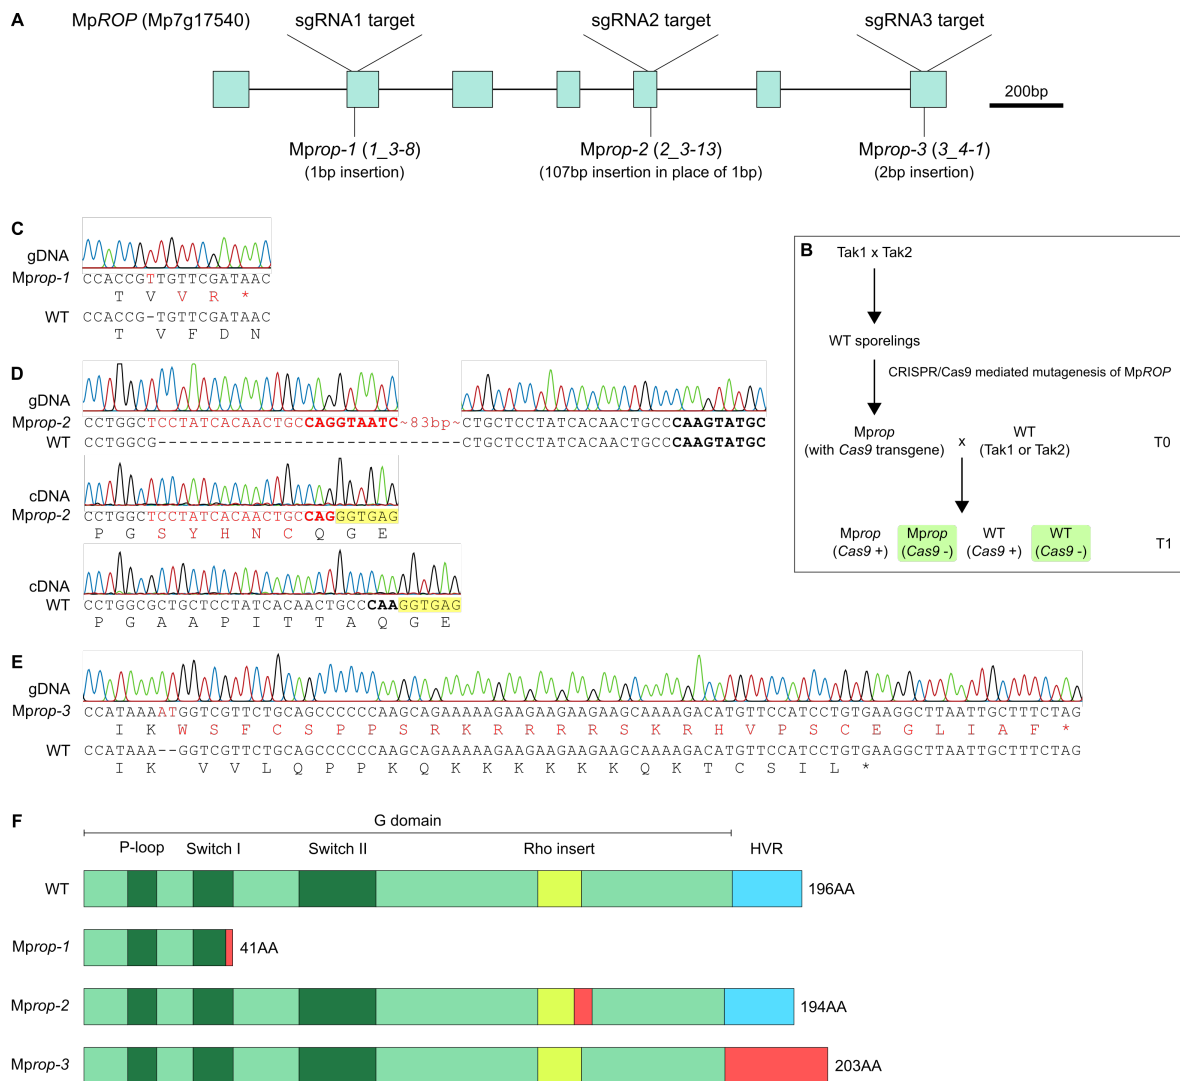 A
MpROP (Mp7g17540)
sgRNA1 target
sgRNA2 target
sgRNA3 target
200bp
Mprop-1 (1_3-8)
(1bp insertion)
Mprop-2 (2_3-13)
(107bp insertion in place of 1bp)
Mprop-3 (3_4-1)
(2bp insertion)
B
Tak1 x Tak2
WT sporelings
CRISPR/Cas9 mediated mutagenesis of MpROP
Mprop
(with Cas9 transgene)
x
WT
(Tak1 or Tak2)
T0
Mprop
(Cas9 +)
Mprop
(Cas9 -)
WT
(Cas9 +)
WT
(Cas9 -)
T1
C
gDNA
Mprop-1 CCACCGTTGTTCGATAAC
T V V R *
WT CCACCG-TGTTCGATAAC
T V F D N
D
gDNA
Mprop-2 CCTGGCTCCTATCACAACTGCCAGGTAATC~83bp~CTGCTCCTATCACAACTGCCCAAGTATGC
WT CCTGGCG-----------------------------CTGCTCCTATCACAACTGCCCAAGTATGC
cDNA
Mprop-2 CCTGGCTCCTATCACAACTGCCAGGGTGAG
P G S Y H N C Q G E
cDNA
WT CCTGGCGCTGCTCCTATCACAACTGCCCAAGGTGAG
P G A A P I T T A Q G E
E
gDNA
Mprop-3 CCATAAAATGGTCGTTCTGCAGCCCCCCAAGCAGAAAAAGAAGAAGAAGAAGCAAAAGACATGTTCCATCCTGTGAAGGCTTAATTGCTTTCTAG
I K W S F C S P P S R K R R R R S K R H V P S C E G L I A F *
WT CCATAAA--GGTCGTTCTGCAGCCCCCCAAGCAGAAAAAGAAGAAGAAGAAGCAAAAGACATGTTCCATCCTGTGAAGGCTTAATTGCTTTCTAG
I K V V L Q P P K Q K K K K K Q K T C S I L *
F
G domain
P-loop
Switch I
Switch II
Rho insert
HVR
WT
196AA
Mprop-1
41AA
Mprop-2
194AA
Mprop-3
203AA